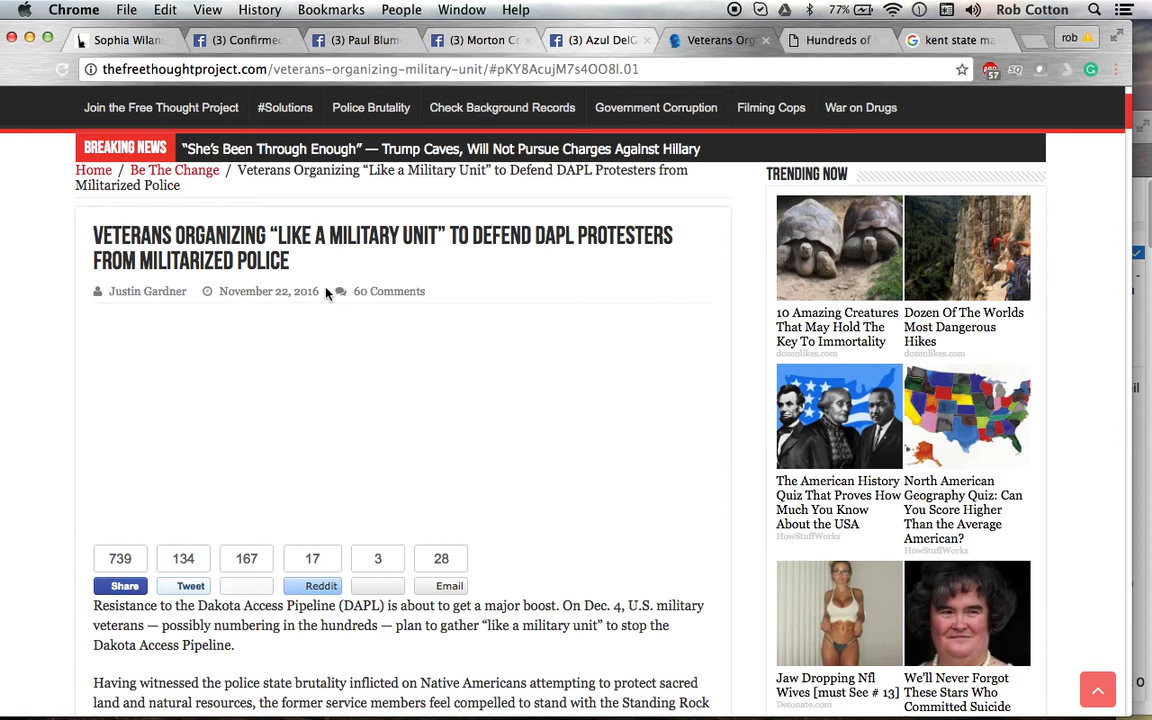 Chrome File Edit View History Bookmarks People Window Help 77% Rob Cotton
Sophia Wilan (3) Confirmec (3) Paul Blum (3) Morton Co (3) Azul DelG Veterans Org Hundreds of kent state ma rob
thefreethoughtproject.com/veterans-organizing-military-unit/#pKY8AcujM7s4OO8l.01
Join the Free Thought Project #Solutions Police Brutality Check Background Records Government Corruption Filming Cops War on Drugs
BREAKING NEWS "She's Been Through Enough" — Trump Caves, Will Not Pursue Charges Against Hillary
Home / Be The Change / Veterans Organizing "Like a Military Unit" to Defend DAPL Protesters from
Militarized Police
VETERANS ORGANIZING "LIKE A MILITARY UNIT" TO DEFEND DAPL PROTESTERS
FROM MILITARIZED POLICE
Justin Gardner November 22, 2016 60 Comments
739 134 167 17 3 28
Share Tweet Reddit Email
Resistance to the Dakota Access Pipeline (DAPL) is about to get a major boost. On Dec. 4, U.S. military
veterans — possibly numbering in the hundreds — plan to gather "like a military unit" to stop the
Dakota Access Pipeline.
Having witnessed the police state brutality inflicted on Native Americans attempting to protect sacred
land and natural resources, the former service members feel compelled to stand with the Standing Rock
TRENDING NOW
10 Amazing Creatures
That May Hold The
Key To Immortality
dozenlikes.com
Dozen Of The Worlds
Most Dangerous
Hikes
dozenlikes.com
The American History
Quiz That Proves How
Much You Know
About the USA
HowStuffWorks
North American
Geography Quiz: Can
You Score Higher
Than the Average
American?
HowStuffWorks
Jaw Dropping Nfl
Wives [must See # 13]
Detonate.com
We'll Never Forgot
These Stars Who
Committed Suicide